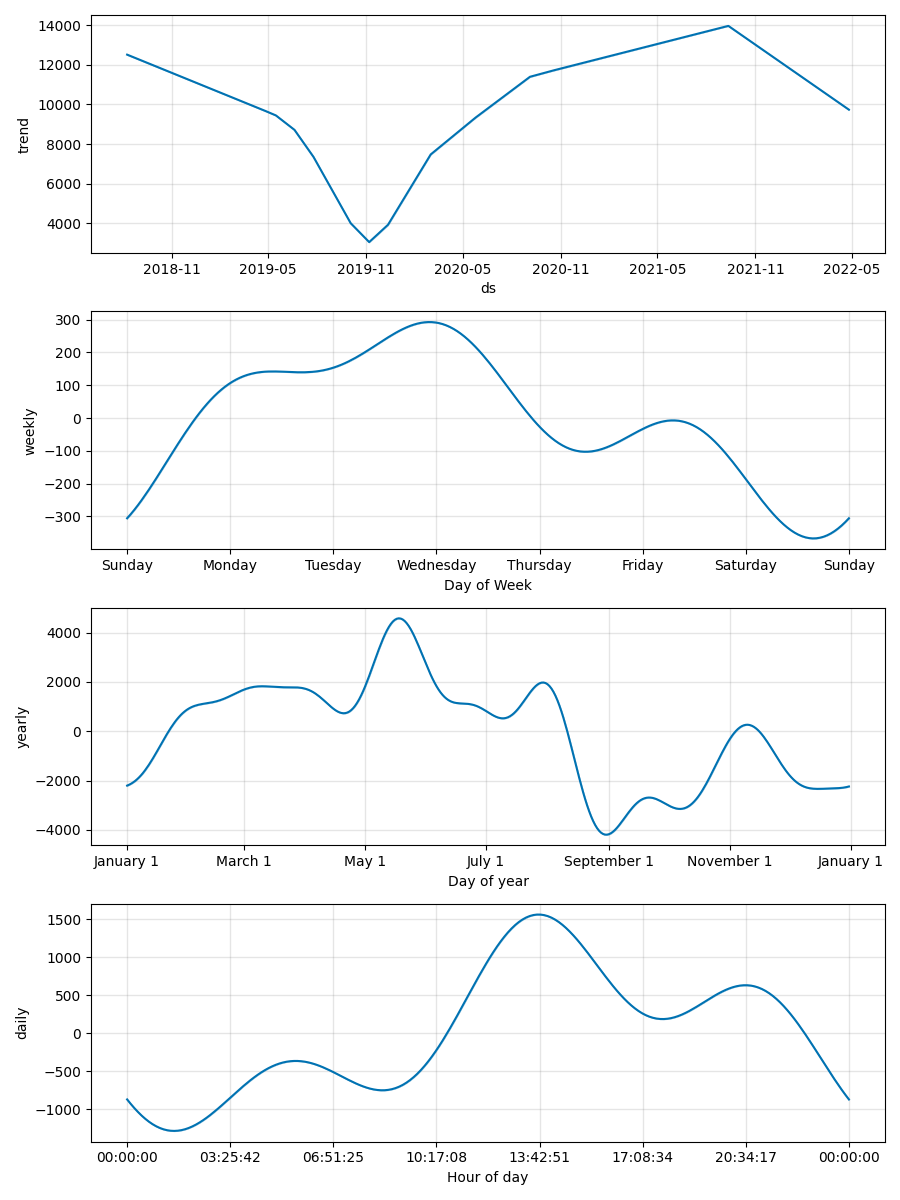 14000
12000
10000
8000
6000
4000
trend
2018-11 2019-05 2019-11 2020-05 2020-11 2021-05 2021-11 2022-05
ds
300
200
100
0
−100
−200
−300
weekly
Sunday Monday Tuesday Wednesday Thursday Friday Saturday Sunday
Day of Week
4000
2000
0
−2000
−4000
yearly
January 1 March 1 May 1 July 1 September 1 November 1 January 1
Day of year
1500
1000
500
0
−500
−1000
daily
00:00:00 03:25:42 06:51:25 10:17:08 13:42:51 17:08:34 20:34:17 00:00:00
Hour of day